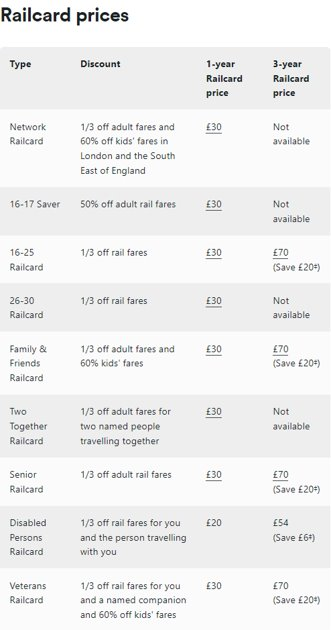 Railcard prices
Type Discount 1-year 3-year
Railcard Railcard
price price
Network 1/3 off adult fares and £30 Not
Railcard 60% off kids' fares in available
London and the South
East of England
16-17 Saver 50% off adult rail fares £30 Not
available
16-25 1/3 off rail fares £30 £70
Railcard (Save £20‡)
26-30 1/3 off rail fares £30 Not
Railcard available
Family & 1/3 off adult fares and £30 £70
Friends 60% kids' fares (Save £20‡)
Railcard
Two 1/3 off adult fares for £30 Not
Together two named people available
Railcard travelling together
Senior 1/3 off adult rail fares £30 £70
Railcard (Save £20‡)
Disabled 1/3 off rail fares for you £20 £54
Persons and the person travelling (Save £6‡)
Railcard with you
Veterans 1/3 off rail fares for you £30 £70
Railcard and a named companion (Save £20‡)
and 60% off kids' fares